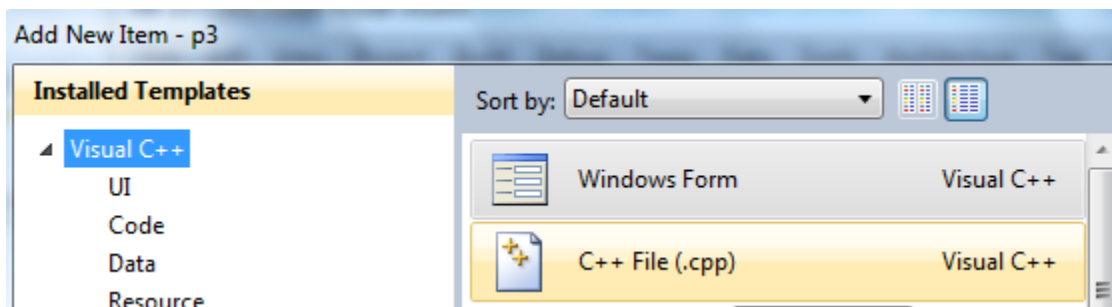 Add New Item - p3
Installed Templates
Sort by: Default
Visual C++
UI
Code
Data
Resource
Windows Form Visual C++
C++ File (.cpp) Visual C++